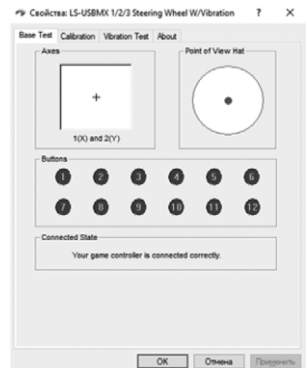 Свойства: LS-USBMX 1/2/3 Steering Wheel W/Vibration ? ×
Base Test Calibration Vibration Test About
Axes Point of View Hat
1(X) and 2(Y)
Buttons
1 2 3 4 5 6
7 8 9 10 11 12
Connected State
Your game controller is connected correctly.
OK Отмена Применить